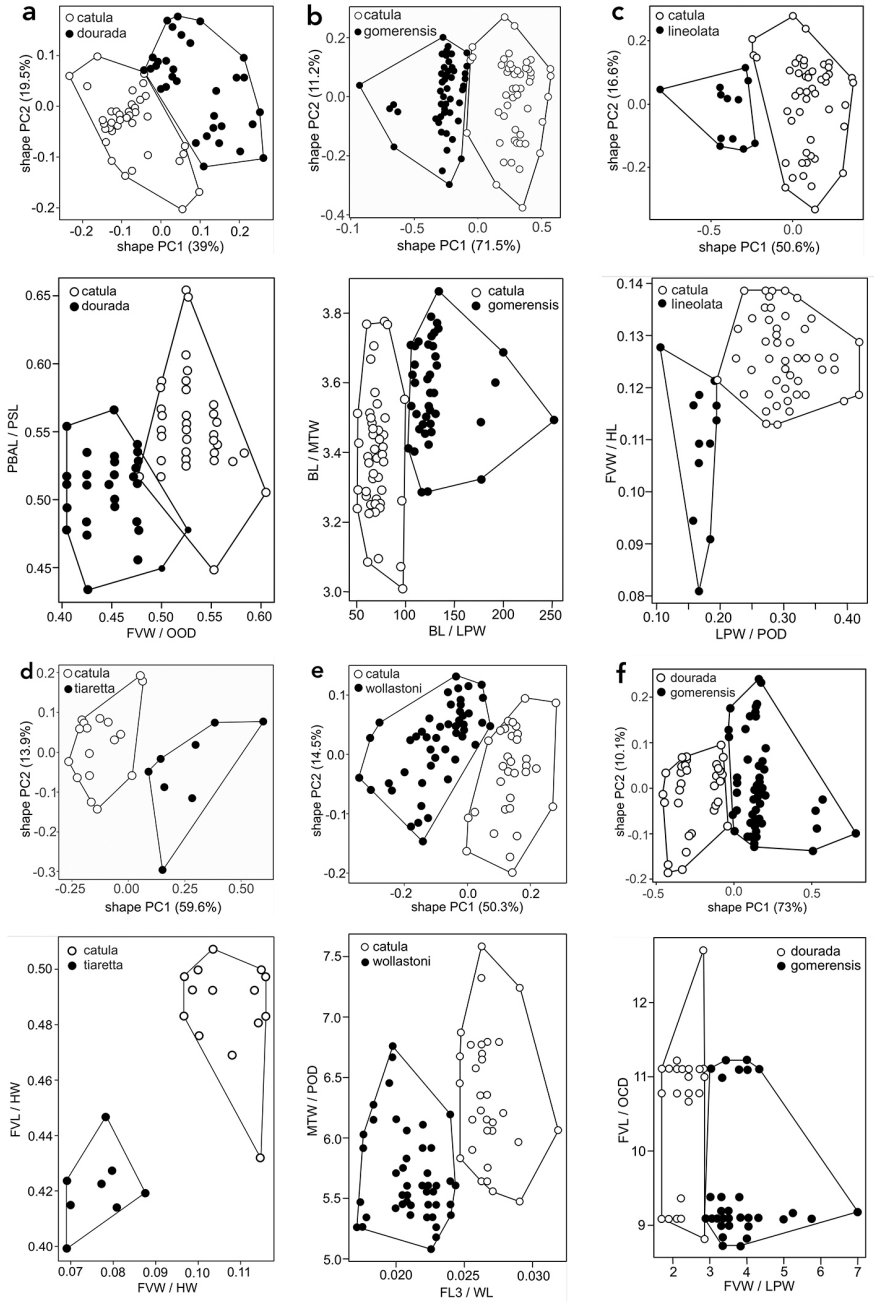 a
catula
dourada
shape PC2 (19.5%)
0.1
0.0
-0.1
-0.2
-0.2 -0.1 0.0 0.1 0.2
shape PC1 (39%)
b
catula
gomerensis
shape PC2 (11.2%)
0.2
0.0
-0.2
-0.4
-0.1 -0.5 0.0 0.5
shape PC1 (71.5%)
c
catula
lineolata
shape PC2 (16.6%)
0.2
0.0
-0.2
-0.5 0.0
shape PC1 (50.6%)
catula
dourada
PBAL / PSL
0.65
0.60
0.55
0.50
0.45
0.40 0.45 0.50 0.55 0.60
FVW / OOD
catula
gomerensis
BL / MTW
3.8
3.6
3.4
3.2
3.0
50 100 150 200 250
BL / LPW
catula
lineolata
FVW / HL
0.14
0.13
0.12
0.11
0.10
0.09
0.08
0.10 0.20 0.30 0.40
LPW / POD
d
catula
tiaretta
shape PC2 (13.9%)
0.2
0.1
0.0
-0.1
-0.2
-0.3
-0.25 0.00 0.25 0.50
shape PC1 (59.6%)
e
catula
wollastoni
shape PC2 (14.5%)
0.1
0.0
-0.1
-0.2
-0.2 0.0 0.2
shape PC1 (50.3%)
f
dourada
gomerensis
shape PC2 (10.1%)
0.2
0.1
0.0
-0.1
-0.2
-0.5 0.0 0.5
shape PC1 (73%)
catula
tiaretta
FVL / HW
0.50
0.48
0.46
0.44
0.42
0.40
0.07 0.08 0.09 0.10 0.11
FVW / HW
catula
wollastoni
MTW / POD
7.5
7.0
6.5
6.0
5.5
5.0
0.020 0.025 0.030
FL3 / WL
dourada
gomerensis
FVL / OCD
12
11
10
9
2 3 4 5 6 7
FVW / LPW